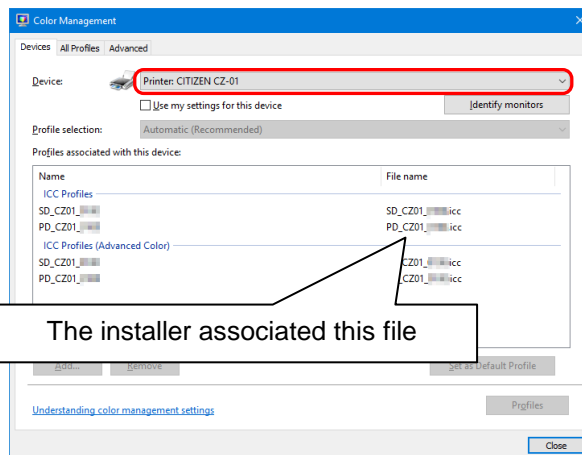 Color Management
Devices All Profiles Advanced
Device: Printer: CITIZEN CZ-01
Use my settings for this device Identify monitors
Profile selection: Automatic (Recommended)
Profiles associated with this device:
Name File name
ICC Profiles
SD_CZ01_ SD_CZ01_ icc
PD_CZ01_ PD_CZ01_ icc
ICC Profiles (Advanced Color)
SD_CZ01_ CZ01_ icc
PD_CZ01_ _CZ01_ icc
The installer associated this file
Add... Remove Set as Default Profile
Understanding color management settings Profiles
Close